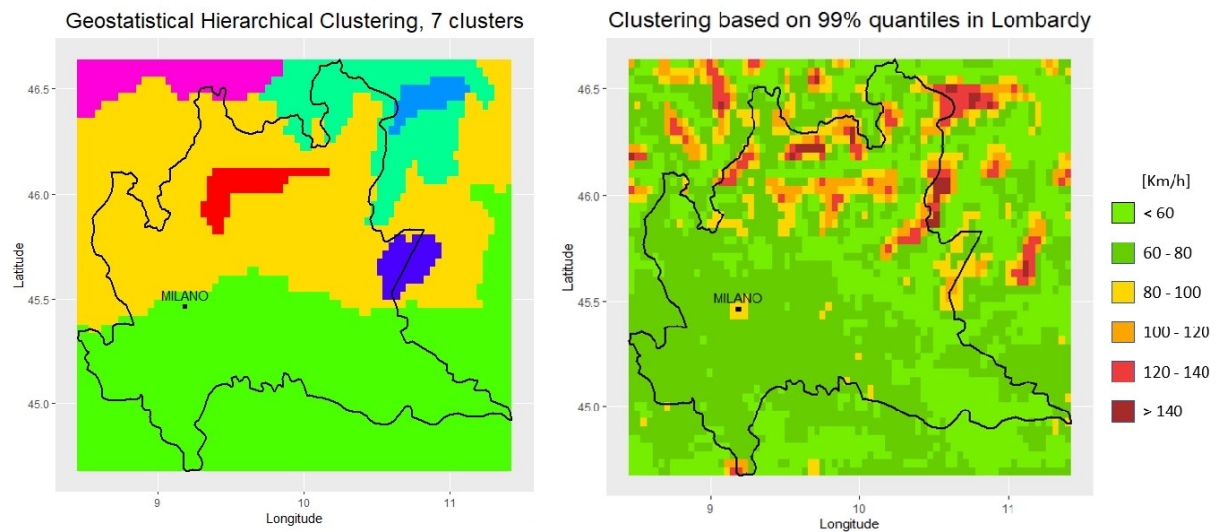 Geostatistical Hierarchical Clustering, 7 clusters
46.5
46.0
45.5
45.0
Latitude
MILANO
9
10
11
Longitude
Clustering based on 99% quantiles in Lombardy
46.5
46.0
45.5
45.0
Latitude
MILANO
9
10
11
Longitude
[Km/h]
< 60
60 - 80
80 - 100
100 - 120
120 - 140
> 140